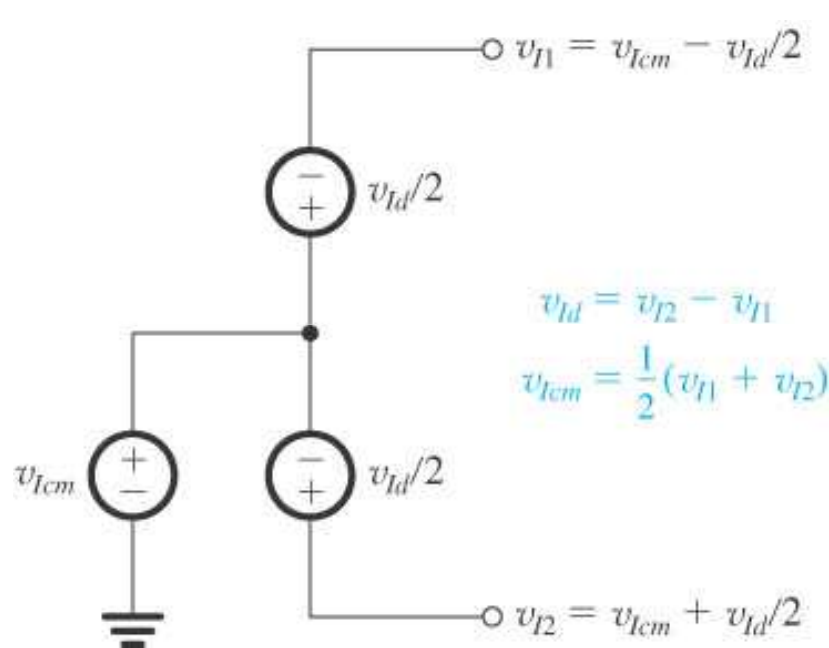 v_{I1} = v_{Icm} − v_{Id}/2
−
+
v_{Id}/2
v_{Id} = v_{I2} − v_{I1}
v_{Icm} = \frac{1}{2}(v_{I1} + v_{I2})
v_{Icm}
+
−
−
+
v_{Id}/2
v_{I2} = v_{Icm} + v_{Id}/2